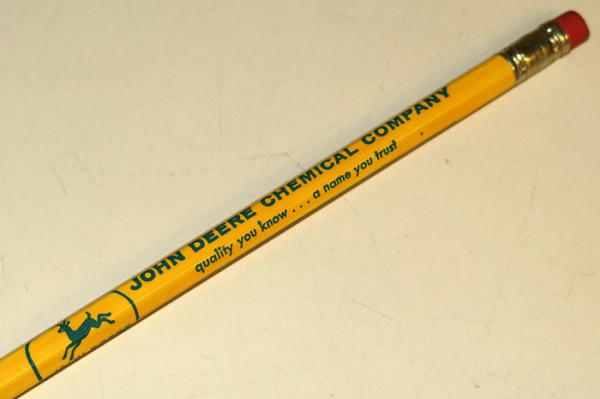 JOHN DEERE CHEMICAL COMPANY
quality you know . . . a name you trust